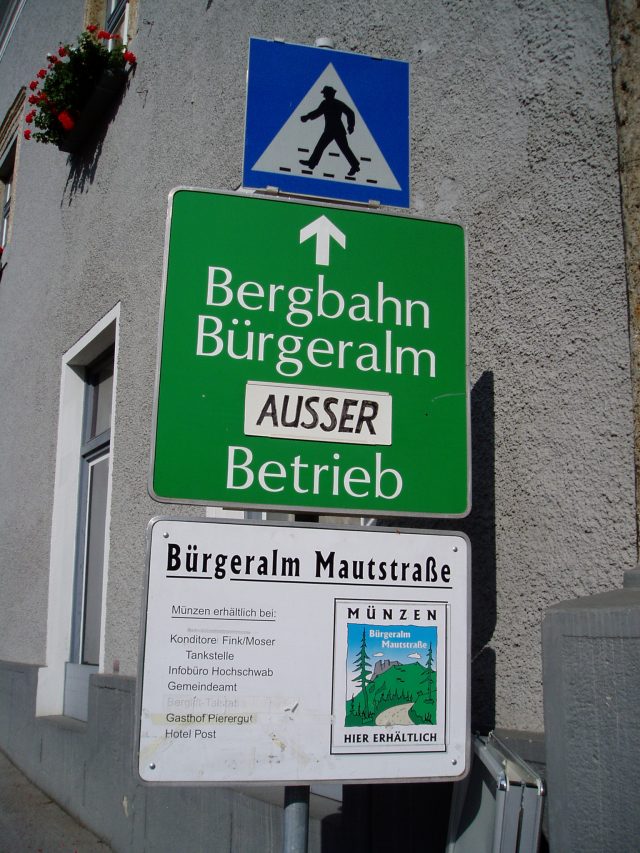 Bergbahn
Bürgeralm
AUSSER
Betrieb
Bürgeralm Mautstraße
Münzen erhältlich bei:
Konditore Fink/Moser
Tankstelle
Infobüro Hochschwab
Gemeindeamt
Gasthof Pierergut
Hotel Post
MÜNZEN
Bürgeralm
Mautstraße
HIER ERHÄLTLICH